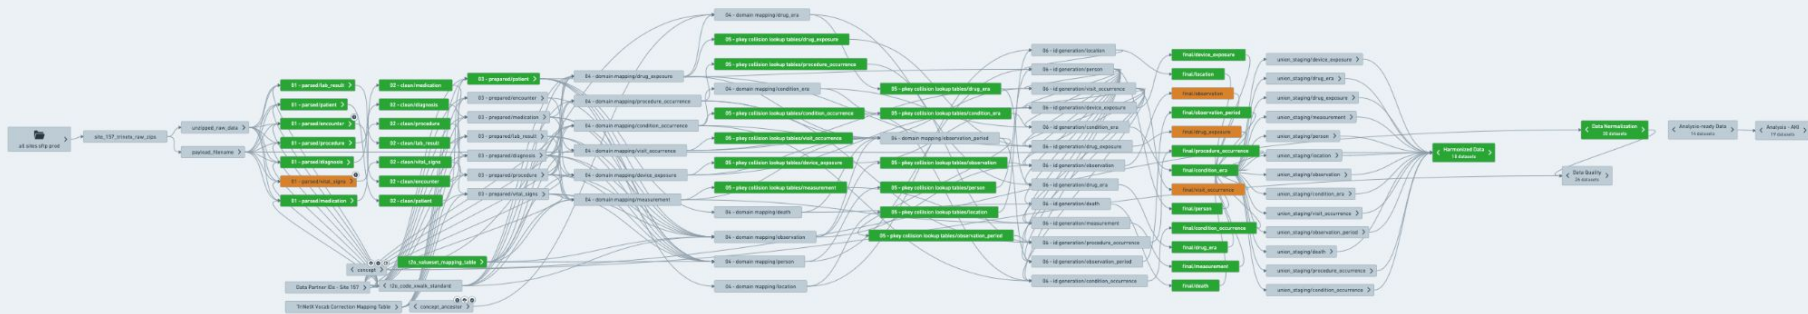 all sites sftp prod
site_157_trinetx_raw_zips
unzipped_raw_data
payload_filename
01 - parsed/lab_result
01 - parsed/patient
01 - parsed/encounter
01 - parsed/procedure
01 - parsed/diagnosis
01 - parsed/vital_signs
01 - parsed/medication
02 - clean/medication
02 - clean/diagnosis
02 - clean/procedure
02 - clean/lab_result
02 - clean/vital_signs
02 - clean/encounter
02 - clean/patient
concept
t2o_valueset_mapping_table
Data Partner IDs - Site 157
t2o_code_xwalk_standard
TriNetX Vocab Correction Mapping Table
concept_ancestor
03 - prepared/patient
03 - prepared/encounter
03 - prepared/medication
03 - prepared/lab_result
03 - prepared/diagnosis
03 - prepared/procedure
03 - prepared/vital_signs
04 - domain mapping/drug_exposure
04 - domain mapping/procedure_occurrence
04 - domain mapping/condition_occurrence
04 - domain mapping/visit_occurrence
04 - domain mapping/device_exposure
04 - domain mapping/measurement
04 - domain mapping/drug_era
05 - pkey collision lookup tables/drug_exposure
05 - pkey collision lookup tables/procedure_occurrence
04 - domain mapping/condition_era
05 - pkey collision lookup tables/condition_occurrence
05 - pkey collision lookup tables/visit_occurrence
05 - pkey collision lookup tables/device_exposure
05 - pkey collision lookup tables/measurement
04 - domain mapping/death
04 - domain mapping/observation
04 - domain mapping/person
04 - domain mapping/location
05 - pkey collision lookup tables/drug_era
05 - pkey collision lookup tables/condition_era
04 - domain mapping/observation_period
05 - pkey collision lookup tables/observation
05 - pkey collision lookup tables/person
05 - pkey collision lookup tables/location
05 - pkey collision lookup tables/observation_period
06 - id generation/location
06 - id generation/person
06 - id generation/visit_occurrence
06 - id generation/device_exposure
06 - id generation/condition_era
06 - id generation/drug_exposure
06 - id generation/observation
06 - id generation/drug_era
06 - id generation/death
06 - id generation/measurement
06 - id generation/procedure_occurrence
06 - id generation/observation_period
06 - id generation/condition_occurrence
final/device_exposure
final/location
final/observation
final/observation_period
final/drug_exposure
final/procedure_occurrence
final/condition_era
final/visit_occurrence
final/person
final/condition_occurrence
final/drug_era
final/measurement
final/death
union_staging/device_exposure
union_staging/drug_era
union_staging/drug_exposure
union_staging/measurement
union_staging/person
union_staging/location
union_staging/observation
union_staging/condition_era
union_staging/visit_occurrence
union_staging/observation_period
union_staging/death
union_staging/procedure_occurrence
union_staging/condition_occurrence
Harmonized Data
Data Normalization
Data Quality
Analysis-ready Data